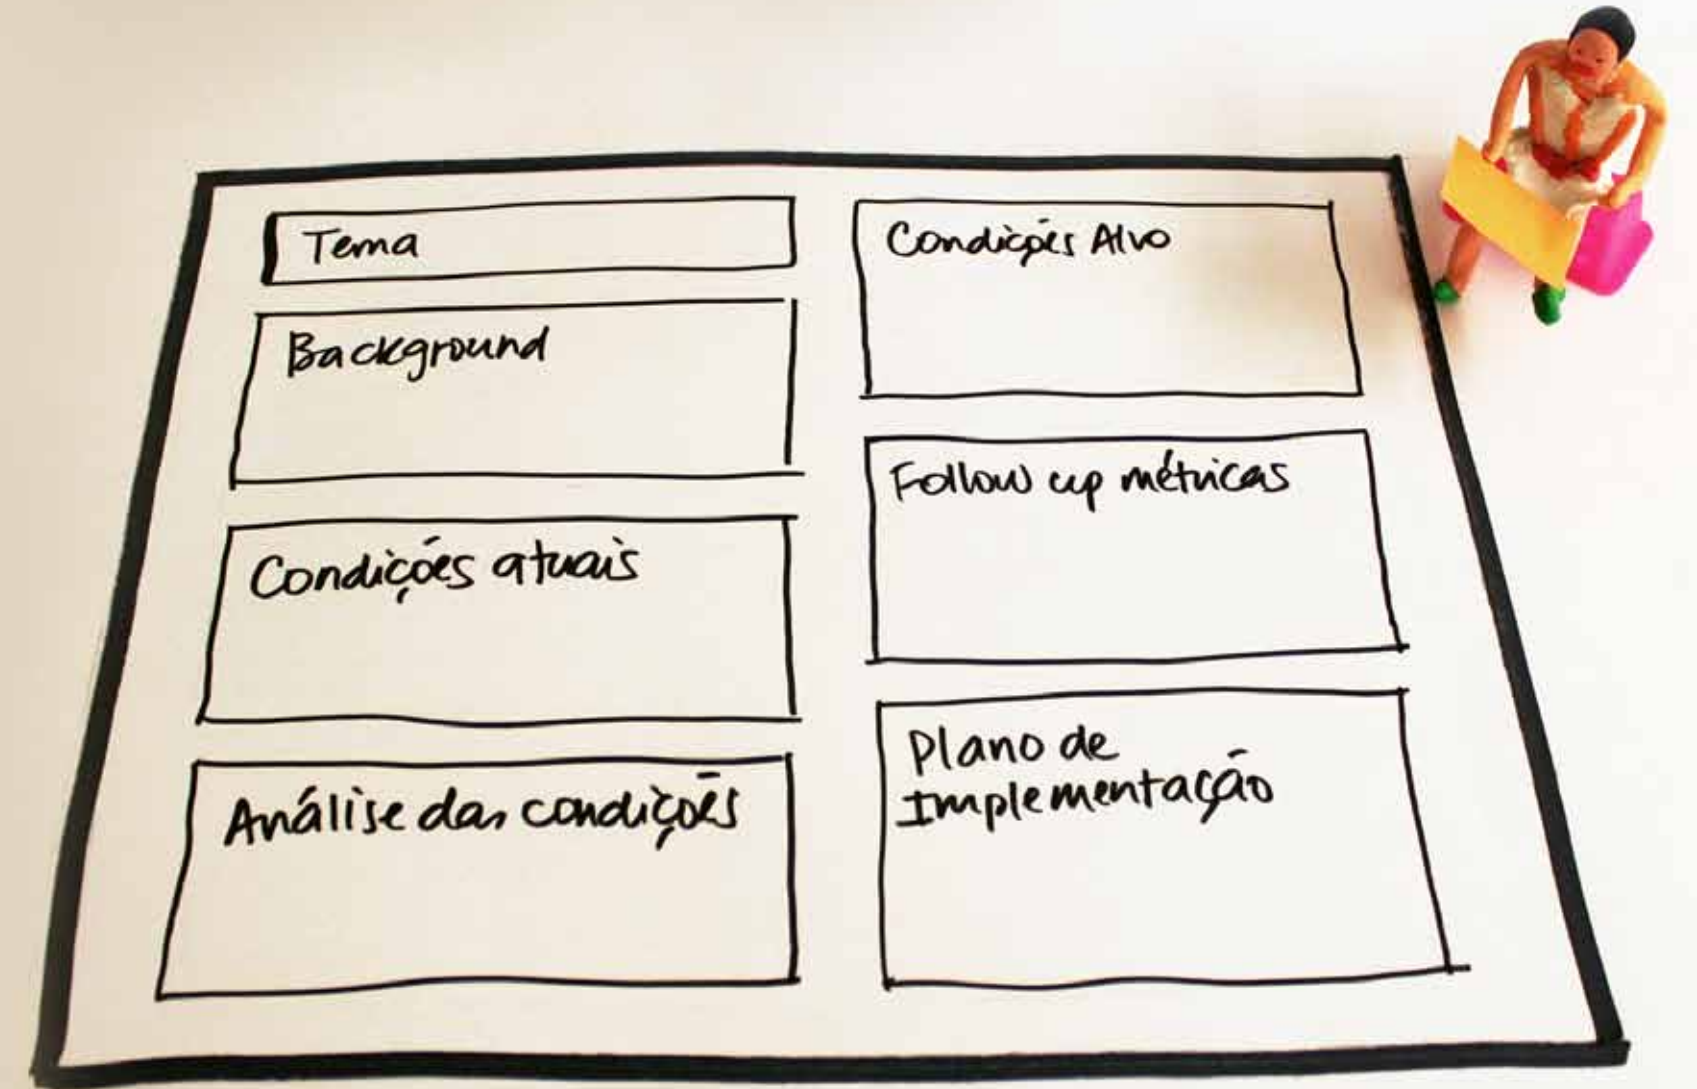 Tema
Background
Condições atuais
Análise das condições
Condições Alvo
Follow up métricas
Plano de
Implementação